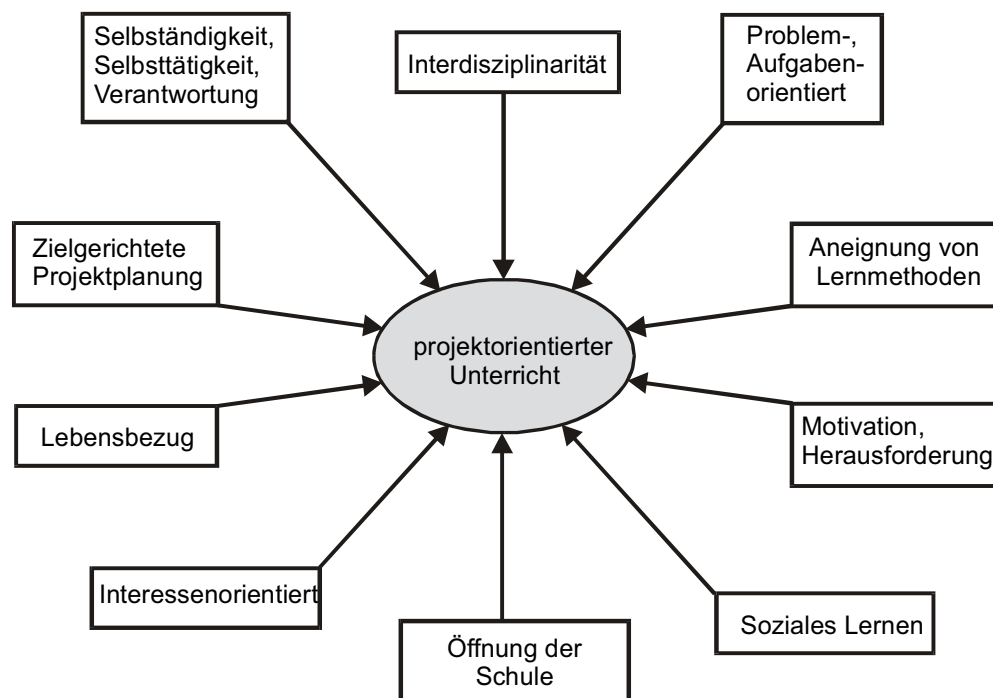 Selbständigkeit,
Selbsttätigkeit,
Verantwortung
Interdisziplinarität
Problem-,
Aufgaben-
orientiert
Zielgerichtete
Projektplanung
Aneignung von
Lernmethoden
projektorientierter
Unterricht
Lebensbezug
Motivation,
Herausforderung
Interessenorientiert
Öffnung der
Schule
Soziales Lernen